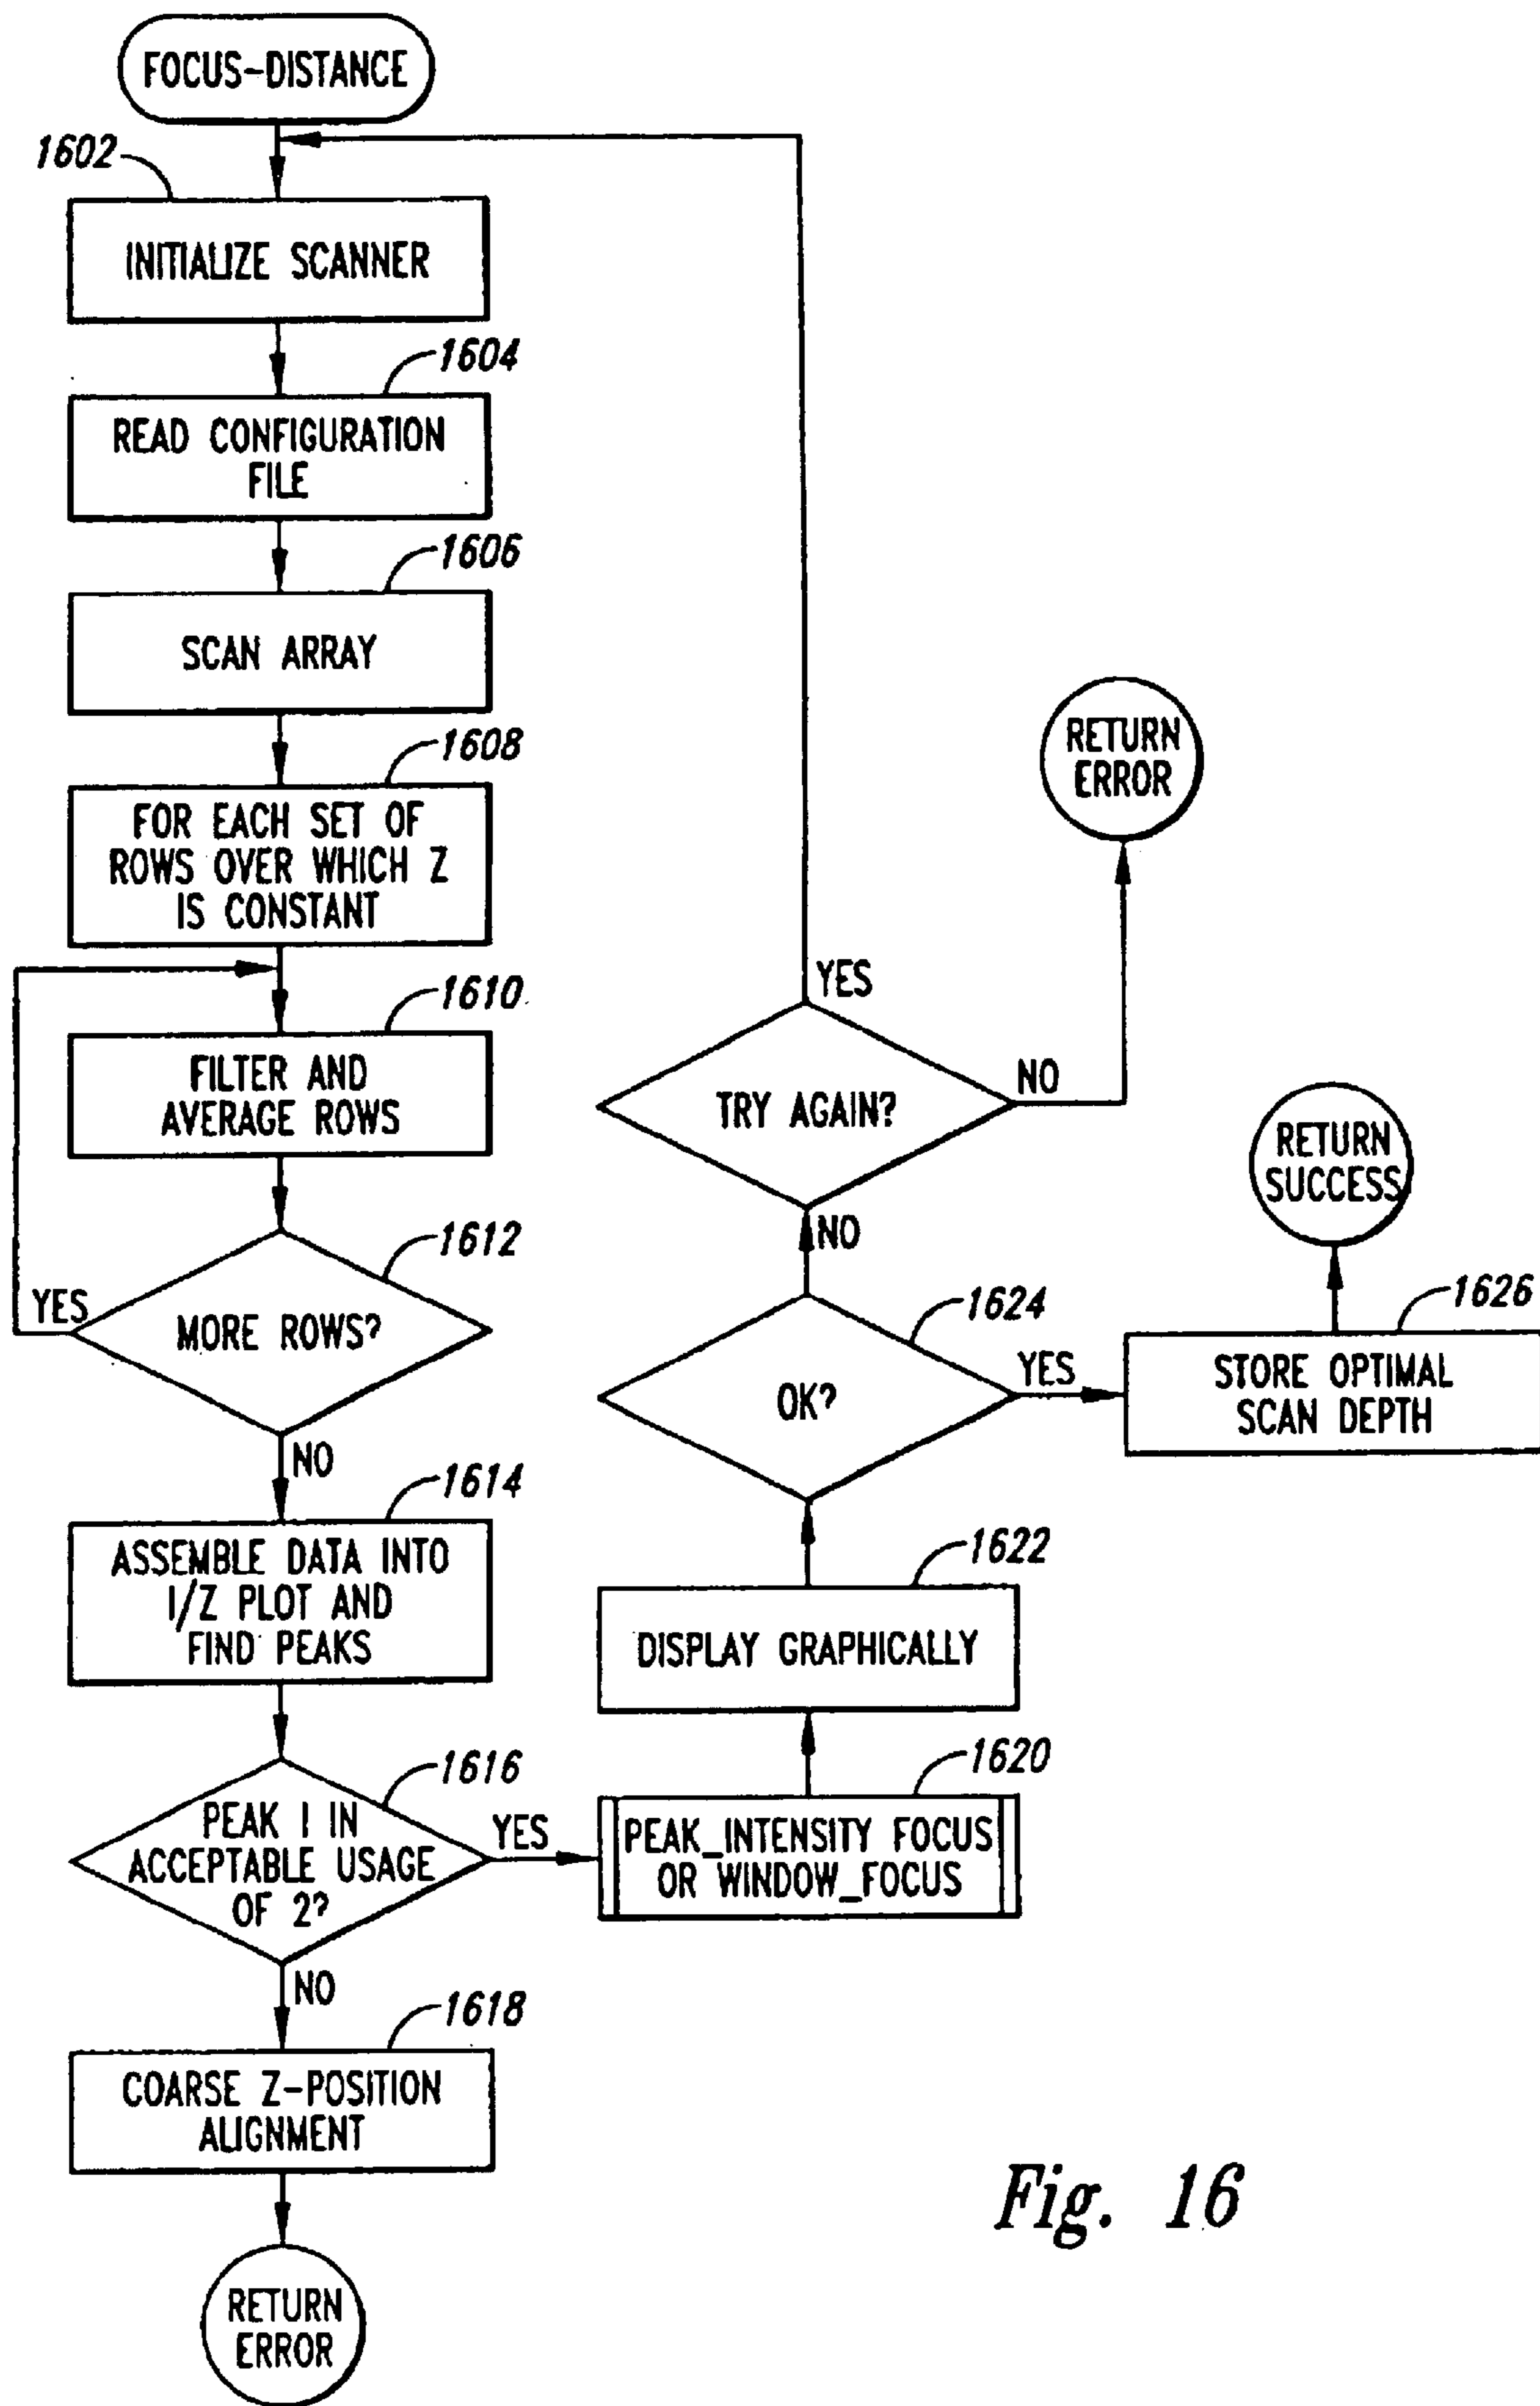 FOCUS-DISTANCE
1602
INITIALIZE SCANNER
1604
READ CONFIGURATION
FILE
1606
SCAN ARRAY
1608
FOR EACH SET OF
ROWS OVER WHICH Z
IS CONSTANT
1610
FILTER AND
AVERAGE ROWS
1612
MORE ROWS?
YES
NO
1614
ASSEMBLE DATA INTO
I/Z PLOT AND
FIND PEAKS
1616
PEAK I IN
ACCEPTABLE USAGE
OF 2?
YES
NO
1618
COARSE Z-POSITION
ALIGNMENT
RETURN
ERROR
1620
PEAK_INTENSITY FOCUS
OR WINDOW_FOCUS
1622
DISPLAY GRAPHICALLY
1624
OK?
YES
NO
1626
STORE OPTIMAL
SCAN DEPTH
RETURN
SUCCESS
TRY AGAIN?
YES
NO
RETURN
ERROR
Fig. 16